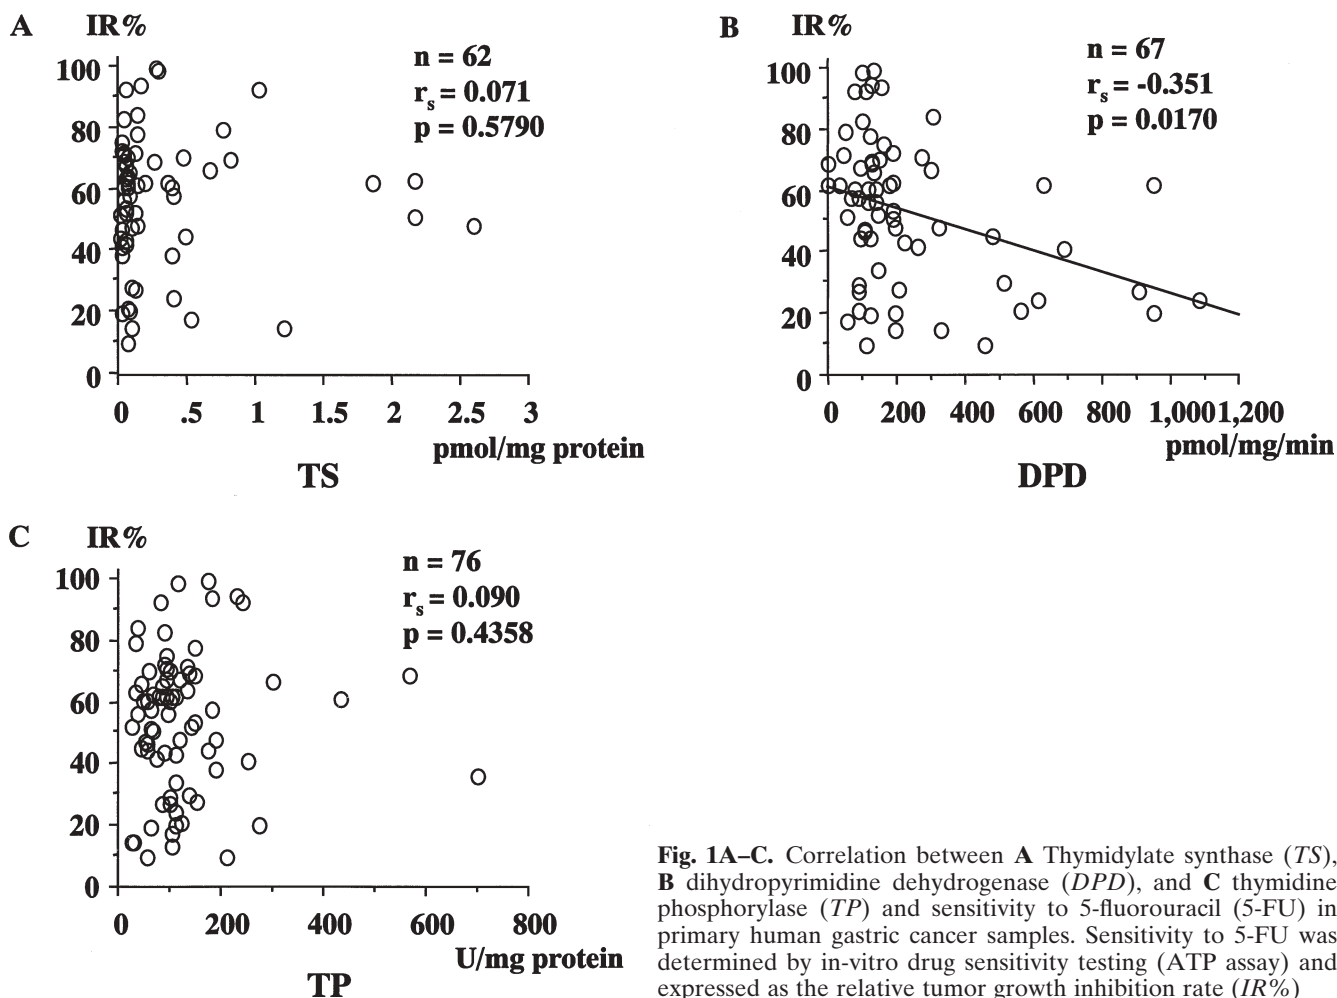 A IR%
n = 62
rs = 0.071
p = 0.5790
100
80
60
40
20
0
0 .5 1 1.5 2 2.5 3
pmol/mg protein
TS
B IR%
n = 67
rs = -0.351
p = 0.0170
100
80
60
40
20
0
0 200 400 600 800 1,000 1,200
pmol/mg/min
DPD
C IR%
n = 76
rs = 0.090
p = 0.4358
100
80
60
40
20
0
0 200 400 600 800
U/mg protein
TP
Fig. 1A–C. Correlation between A Thymidylate synthase (TS),
B dihydropyrimidine dehydrogenase (DPD), and C thymidine
phosphorylase (TP) and sensitivity to 5-fluorouracil (5-FU) in
primary human gastric cancer samples. Sensitivity to 5-FU was
determined by in-vitro drug sensitivity testing (ATP assay) and
expressed as the relative tumor growth inhibition rate (IR%)